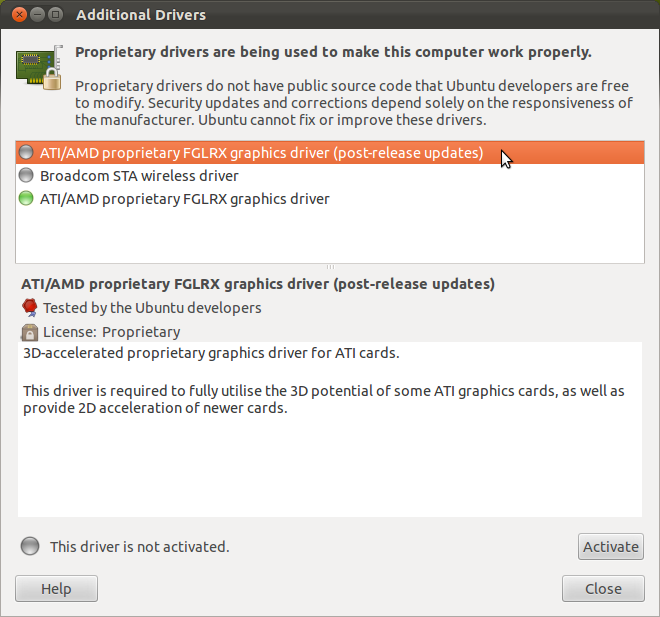 Additional Drivers
Proprietary drivers are being used to make this computer work properly.
Proprietary drivers do not have public source code that Ubuntu developers are free
to modify. Security updates and corrections depend solely on the responsiveness of
the manufacturer. Ubuntu cannot fix or improve these drivers.
ATI/AMD proprietary FGLRX graphics driver (post-release updates)
Broadcom STA wireless driver
ATI/AMD proprietary FGLRX graphics driver
ATI/AMD proprietary FGLRX graphics driver (post-release updates)
Tested by the Ubuntu developers
License: Proprietary
3D-accelerated proprietary graphics driver for ATI cards.
This driver is required to fully utilise the 3D potential of some ATI graphics cards, as well as
provide 2D acceleration of newer cards.
This driver is not activated.
Activate
Help
Close